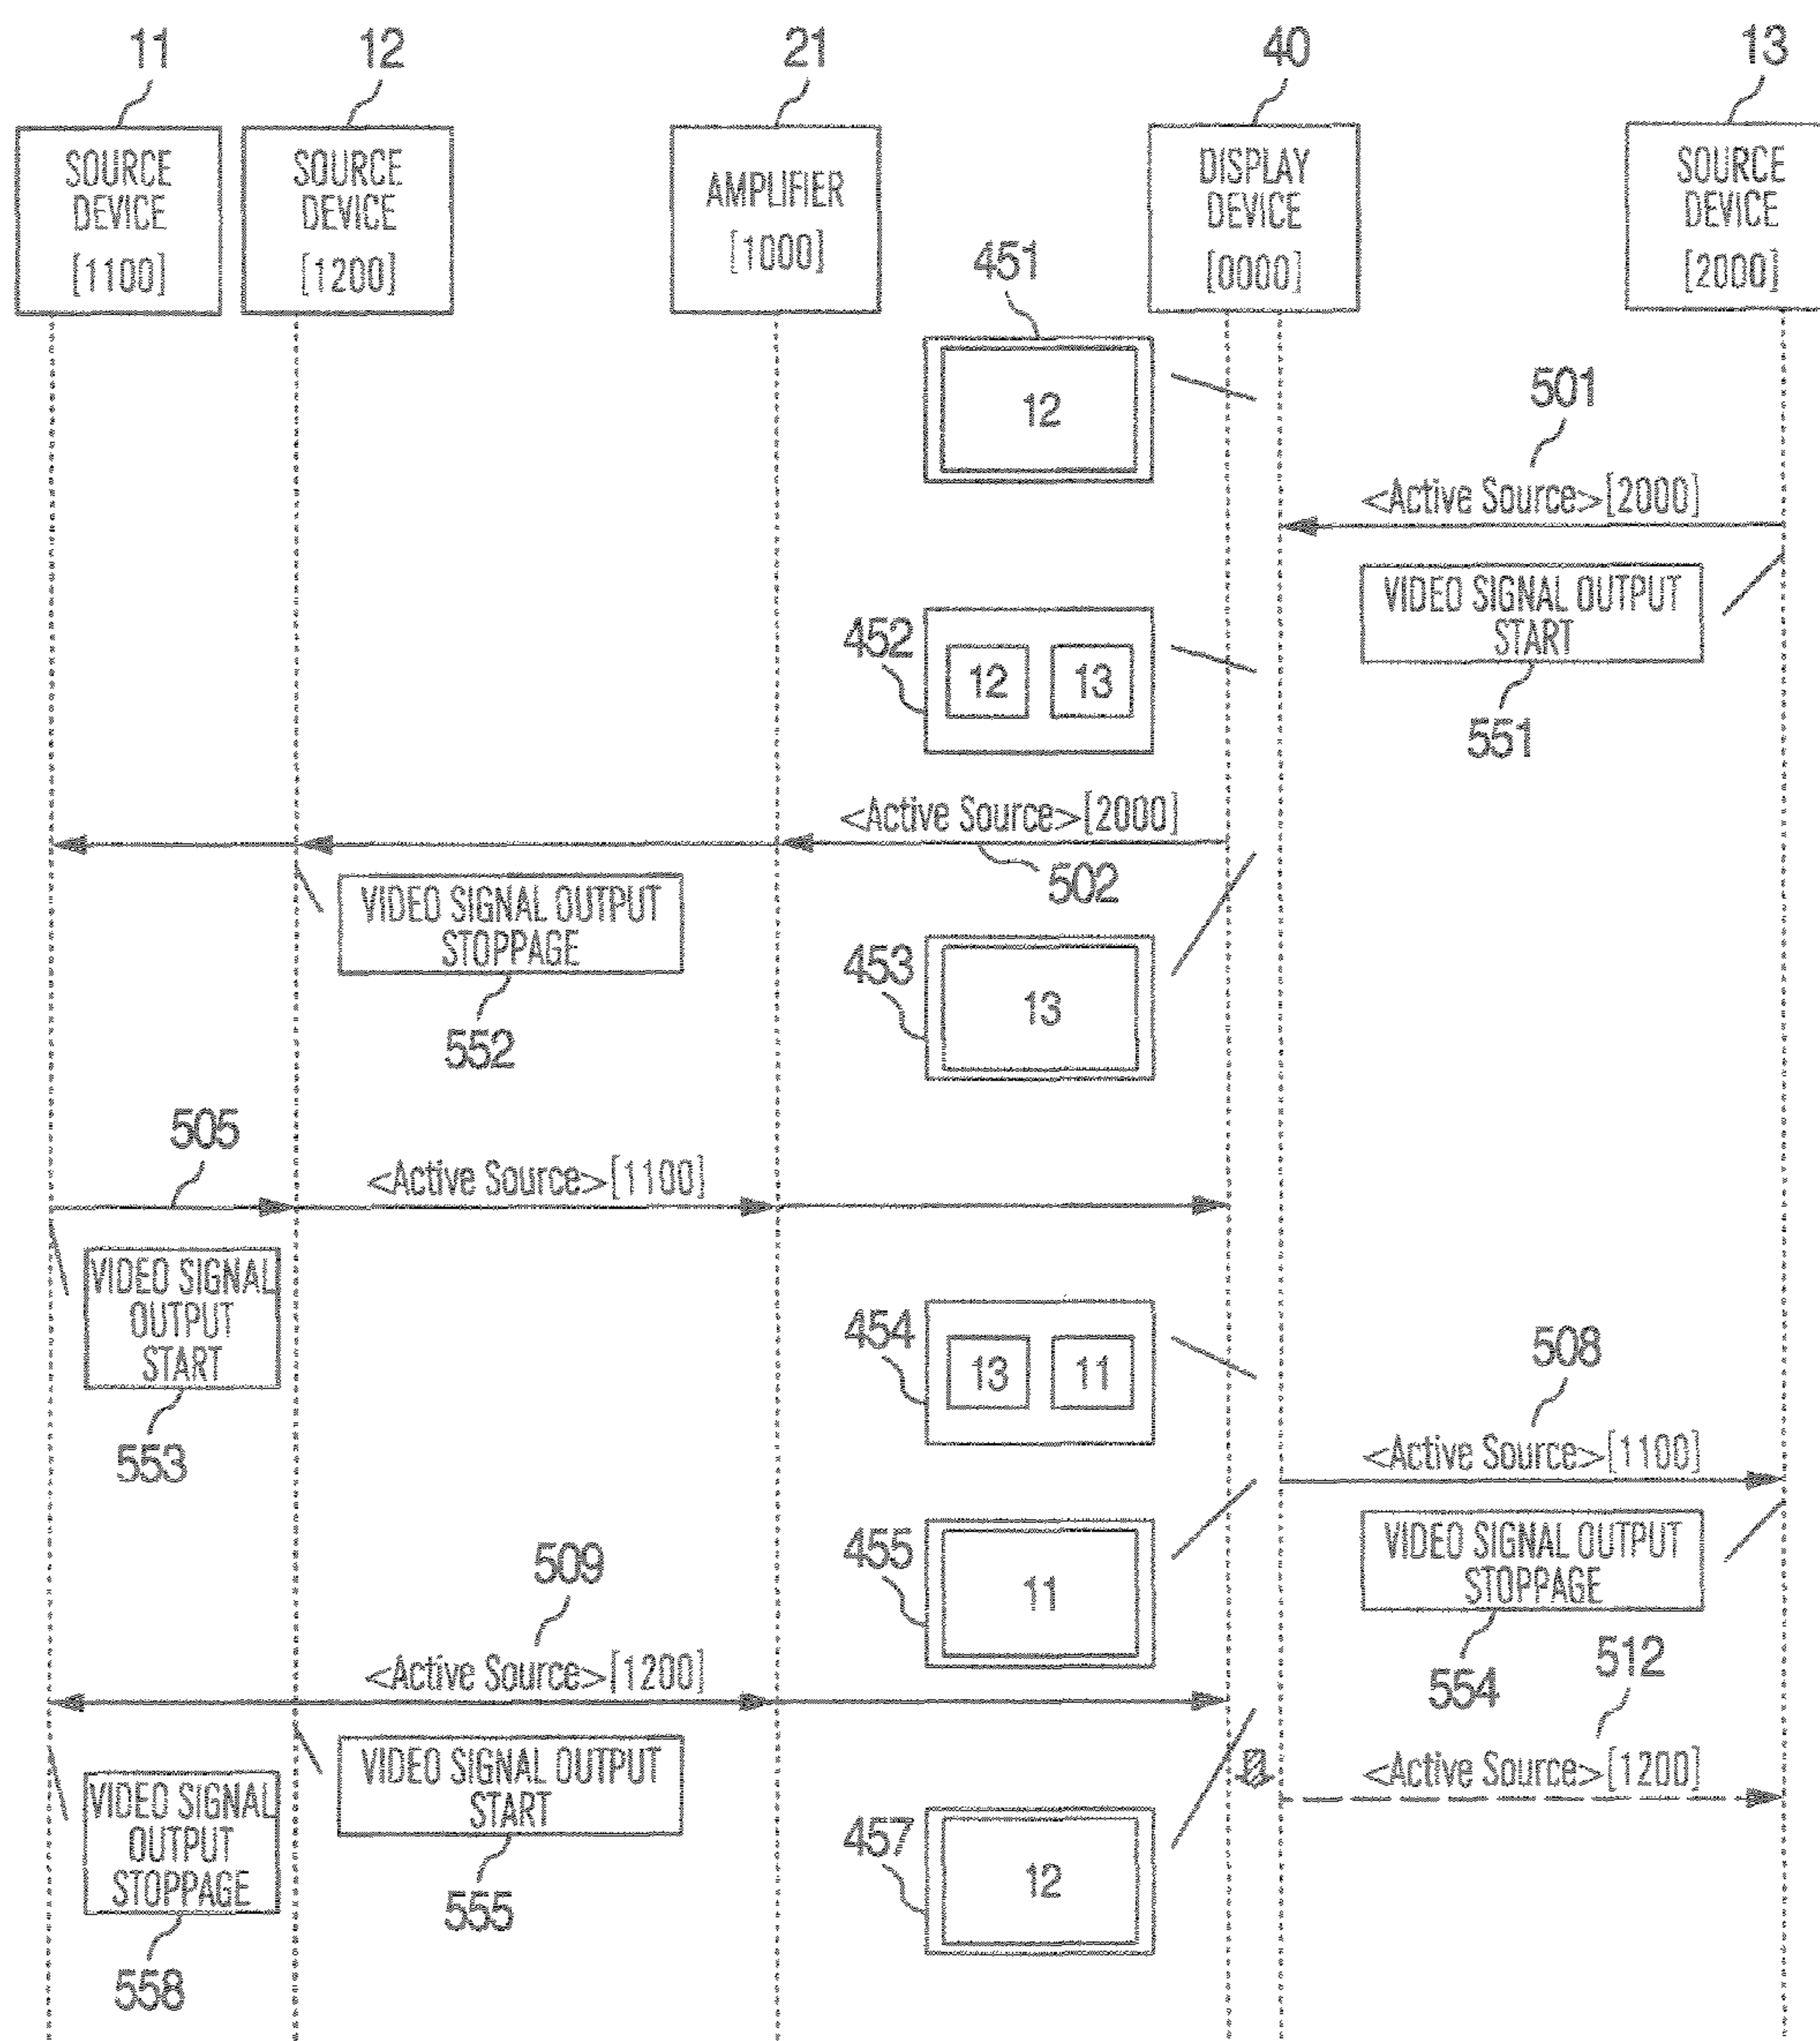 11
12
21
40
13
SOURCE
DEVICE
[1100]
SOURCE
DEVICE
[1200]
AMPLIFIER
[1000]
DISPLAY
DEVICE
[0000]
SOURCE
DEVICE
[2000]
451
12
501
<Active Source>[2000]
VIDEO SIGNAL OUTPUT
START
551
452
12
13
<Active Source>[2000]
502
VIDEO SIGNAL OUTPUT
STOPPAGE
552
453
13
505
<Active Source>[1100]
VIDEO SIGNAL
OUTPUT
START
553
454
13
11
508
<Active Source>[1100]
VIDEO SIGNAL OUTPUT
STOPPAGE
554
455
11
509
<Active Source>[1200]
512
<Active Source>[1200]
VIDEO SIGNAL OUTPUT
START
555
VIDEO SIGNAL
OUTPUT
STOPPAGE
558
457
12